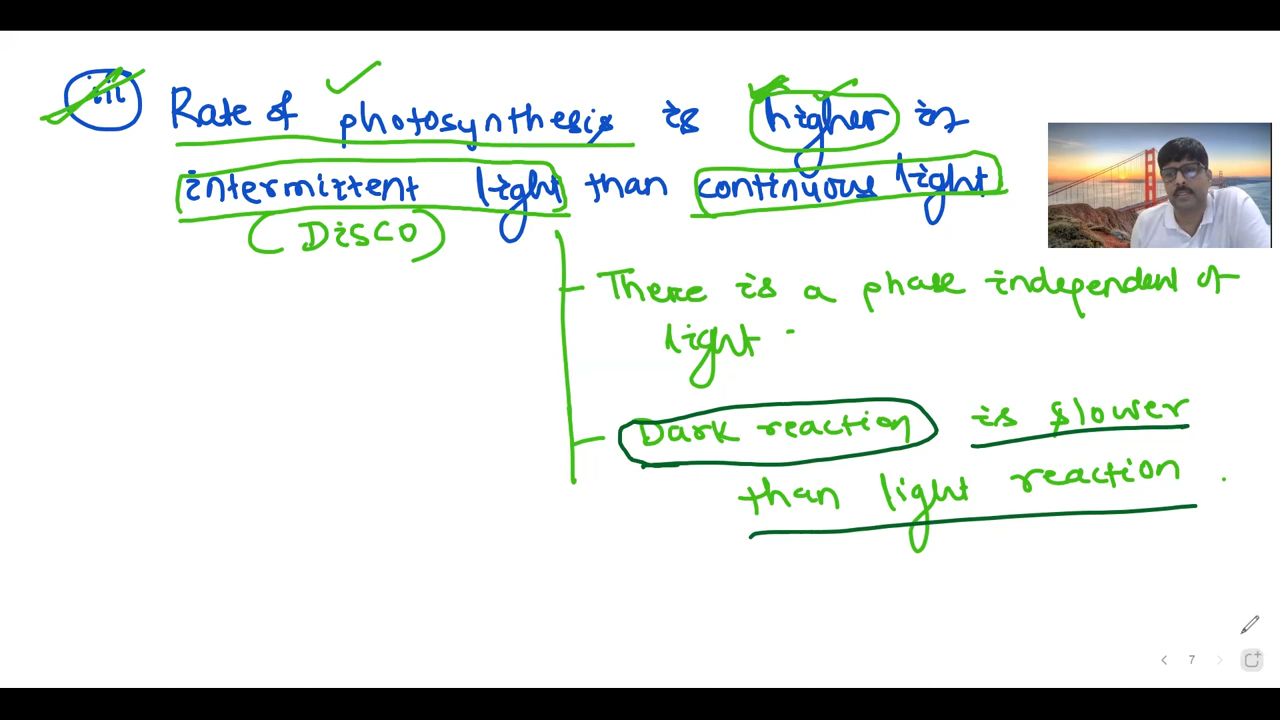 iii Rate of photosynthesis is higher in
intermittent light than continuous light
(Disco)
There is a phase independent of
light
Dark reaction is slower
than light reaction.
7